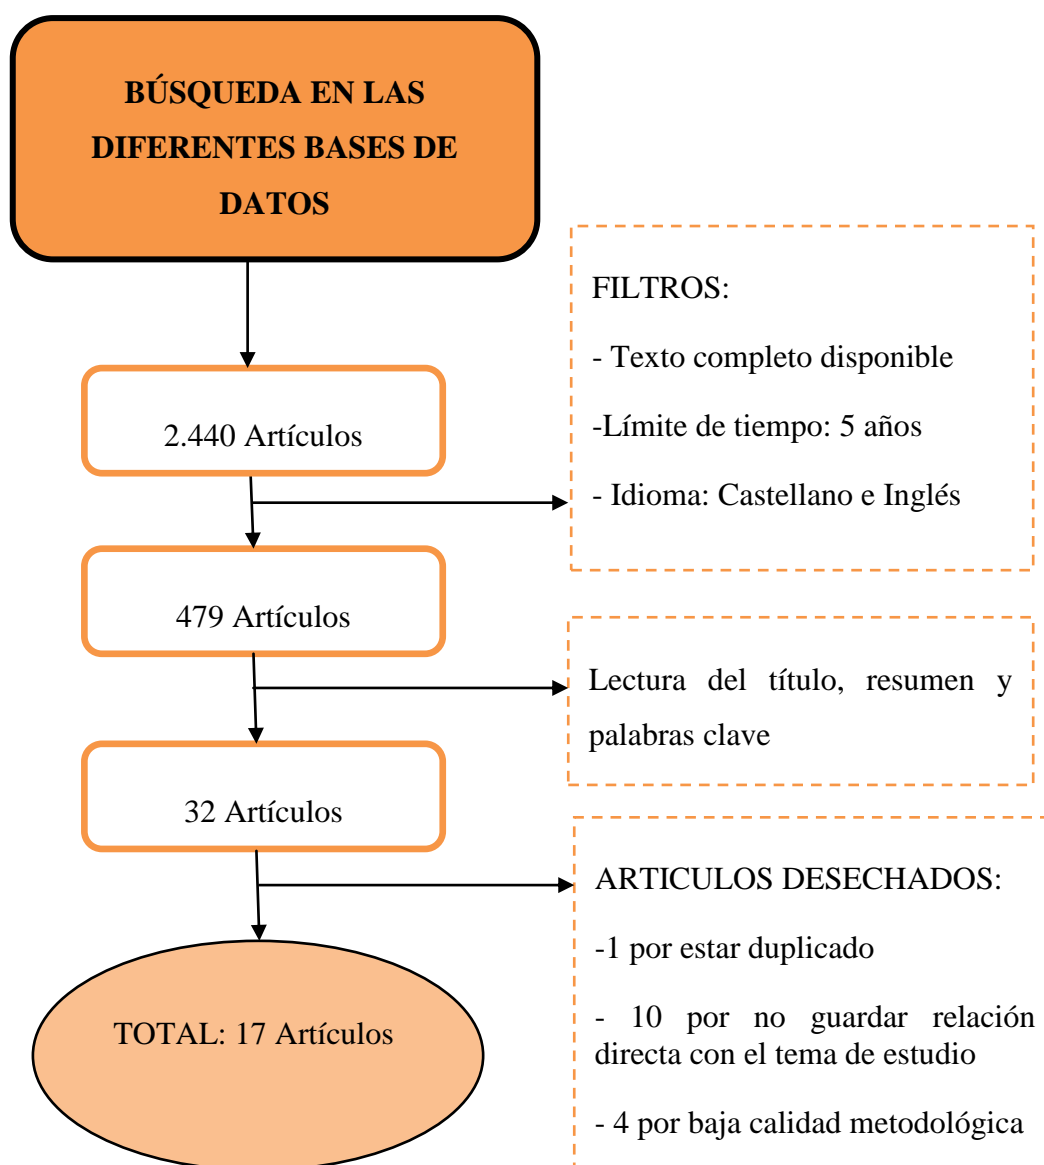 BÚSQUEDA EN LAS
DIFERENTES BASES DE
DATOS
FILTROS:
- Texto completo disponible
-Límite de tiempo: 5 años
- Idioma: Castellano e Inglés
2.440 Artículos
479 Artículos
Lectura del título, resumen y
palabras clave
32 Artículos
ARTICULOS DESECHADOS:
-1 por estar duplicado
- 10 por no guardar relación
directa con el tema de estudio
- 4 por baja calidad metodológica
TOTAL: 17 Artículos